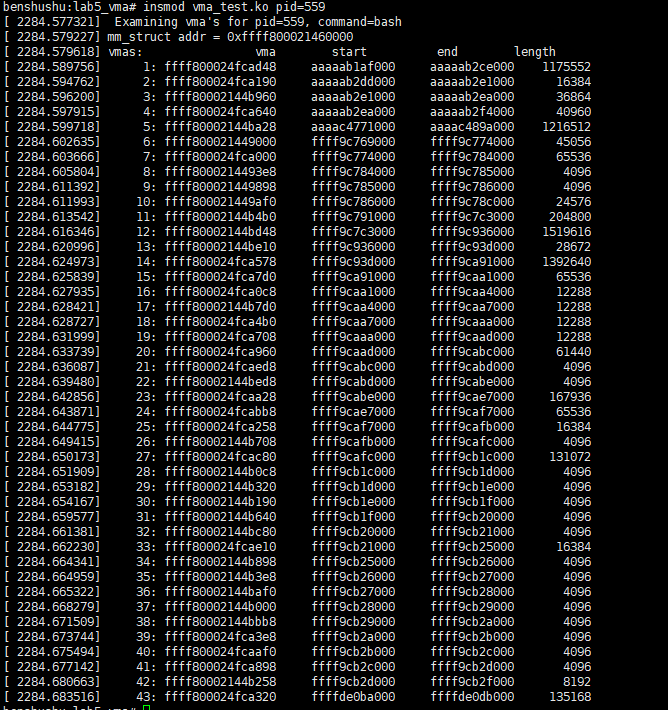 benshushu:lab5_vma# insmod vma_test.ko pid=559
[ 2284.577321]  Examining vma's for pid=559, command=bash
[ 2284.579227] mm_struct addr = 0xffff800021460000
[ 2284.579618] vmas: vma start end length
[ 2284.589756] 1: ffff800024fcad48 aaaaab1af000 aaaaab2ce000 1175552
[ 2284.594762] 2: ffff800024fca190 aaaaab2dd000 aaaaab2e1000 16384
[ 2284.596200] 3: ffff80002144b960 aaaaab2e1000 aaaaab2ea000 36864
[ 2284.597915] 4: ffff800024fca640 aaaaab2ea000 aaaaab2f4000 40960
[ 2284.599718] 5: ffff80002144ba28 aaaac4771000 aaaac489a000 1216512
[ 2284.602635] 6: ffff800021449000 ffff9c769000 ffff9c774000 45056
[ 2284.603666] 7: ffff800024fca000 ffff9c774000 ffff9c784000 65536
[ 2284.605804] 8: ffff8000214493e8 ffff9c784000 ffff9c785000 4096
[ 2284.611392] 9: ffff800021449898 ffff9c785000 ffff9c786000 4096
[ 2284.611993] 10: ffff800021449af0 ffff9c786000 ffff9c78c000 24576
[ 2284.613542] 11: ffff80002144b4b0 ffff9c791000 ffff9c7c3000 204800
[ 2284.616346] 12: ffff80002144bd48 ffff9c7c3000 ffff9c936000 1519616
[ 2284.620996] 13: ffff80002144be10 ffff9c936000 ffff9c93d000 28672
[ 2284.624973] 14: ffff800024fca578 ffff9c93d000 ffff9ca91000 1392640
[ 2284.625839] 15: ffff800024fca7d0 ffff9ca91000 ffff9caa1000 65536
[ 2284.627935] 16: ffff800024fca0c8 ffff9caa1000 ffff9caa4000 12288
[ 2284.628421] 17: ffff80002144b7d0 ffff9caa4000 ffff9caa7000 12288
[ 2284.628727] 18: ffff800024fca4b0 ffff9caa7000 ffff9caaa000 12288
[ 2284.631999] 19: ffff800024fca708 ffff9caaa000 ffff9caad000 12288
[ 2284.633739] 20: ffff800024fca960 ffff9caad000 ffff9cabc000 61440
[ 2284.636087] 21: ffff800024fcaed8 ffff9cabc000 ffff9cabd000 4096
[ 2284.639480] 22: ffff80002144bed8 ffff9cabd000 ffff9cabe000 4096
[ 2284.642856] 23: ffff800024fcaa28 ffff9cabe000 ffff9cae7000 167936
[ 2284.643871] 24: ffff800024fcabb8 ffff9cae7000 ffff9caf7000 65536
[ 2284.644775] 25: ffff800024fca258 ffff9caf7000 ffff9cafb000 16384
[ 2284.649415] 26: ffff80002144b708 ffff9cafb000 ffff9cafc000 4096
[ 2284.650173] 27: ffff800024fcac80 ffff9cafc000 ffff9cb1c000 131072
[ 2284.651909] 28: ffff80002144b0c8 ffff9cb1c000 ffff9cb1d000 4096
[ 2284.653182] 29: ffff80002144b320 ffff9cb1d000 ffff9cb1e000 4096
[ 2284.654167] 30: ffff80002144b190 ffff9cb1e000 ffff9cb1f000 4096
[ 2284.659577] 31: ffff80002144b640 ffff9cb1f000 ffff9cb20000 4096
[ 2284.661381] 32: ffff80002144bc80 ffff9cb20000 ffff9cb21000 4096
[ 2284.662230] 33: ffff800024fcae10 ffff9cb21000 ffff9cb25000 16384
[ 2284.664341] 34: ffff80002144b898 ffff9cb25000 ffff9cb26000 4096
[ 2284.664959] 35: ffff80002144b3e8 ffff9cb26000 ffff9cb27000 4096
[ 2284.665322] 36: ffff80002144baf0 ffff9cb27000 ffff9cb28000 4096
[ 2284.668279] 37: ffff80002144b000 ffff9cb28000 ffff9cb29000 4096
[ 2284.671509] 38: ffff80002144bbb8 ffff9cb29000 ffff9cb2a000 4096
[ 2284.673744] 39: ffff800024fca3e8 ffff9cb2a000 ffff9cb2b000 4096
[ 2284.675494] 40: ffff800024fcaaf0 ffff9cb2b000 ffff9cb2c000 4096
[ 2284.677142] 41: ffff800024fca898 ffff9cb2c000 ffff9cb2d000 4096
[ 2284.680663] 42: ffff80002144b258 ffff9cb2d000 ffff9cb2f000 8192
[ 2284.683516] 43: ffff800024fca320 ffffde0ba000 ffffde0db000 135168
benshushu:lab5_vma#